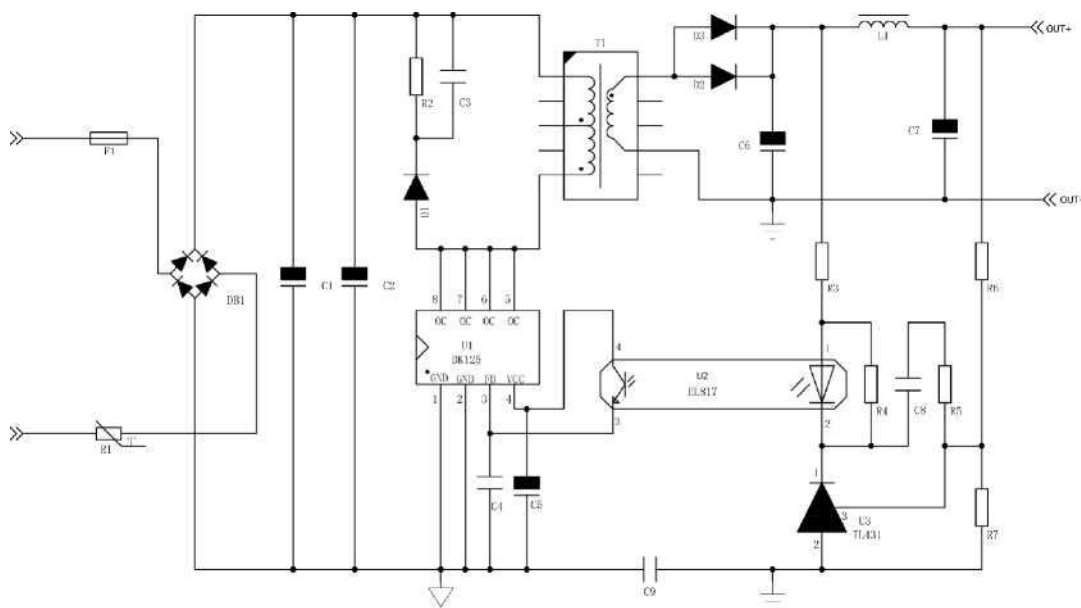 T1
D3
L1
OUT+
D2
R2
C3
F1
C6
C7
D1
OUT-
DB1
C1
C2
R3
R6
8 7 6 5
OC OC OC OC
U1
DK125
GND GND FB VCC
1 2 3 4
4
U2
EL817
3
1
2
R4
C8
R5
R1
T
C4
C5
1
3
U3
TL431
2
R7
C9